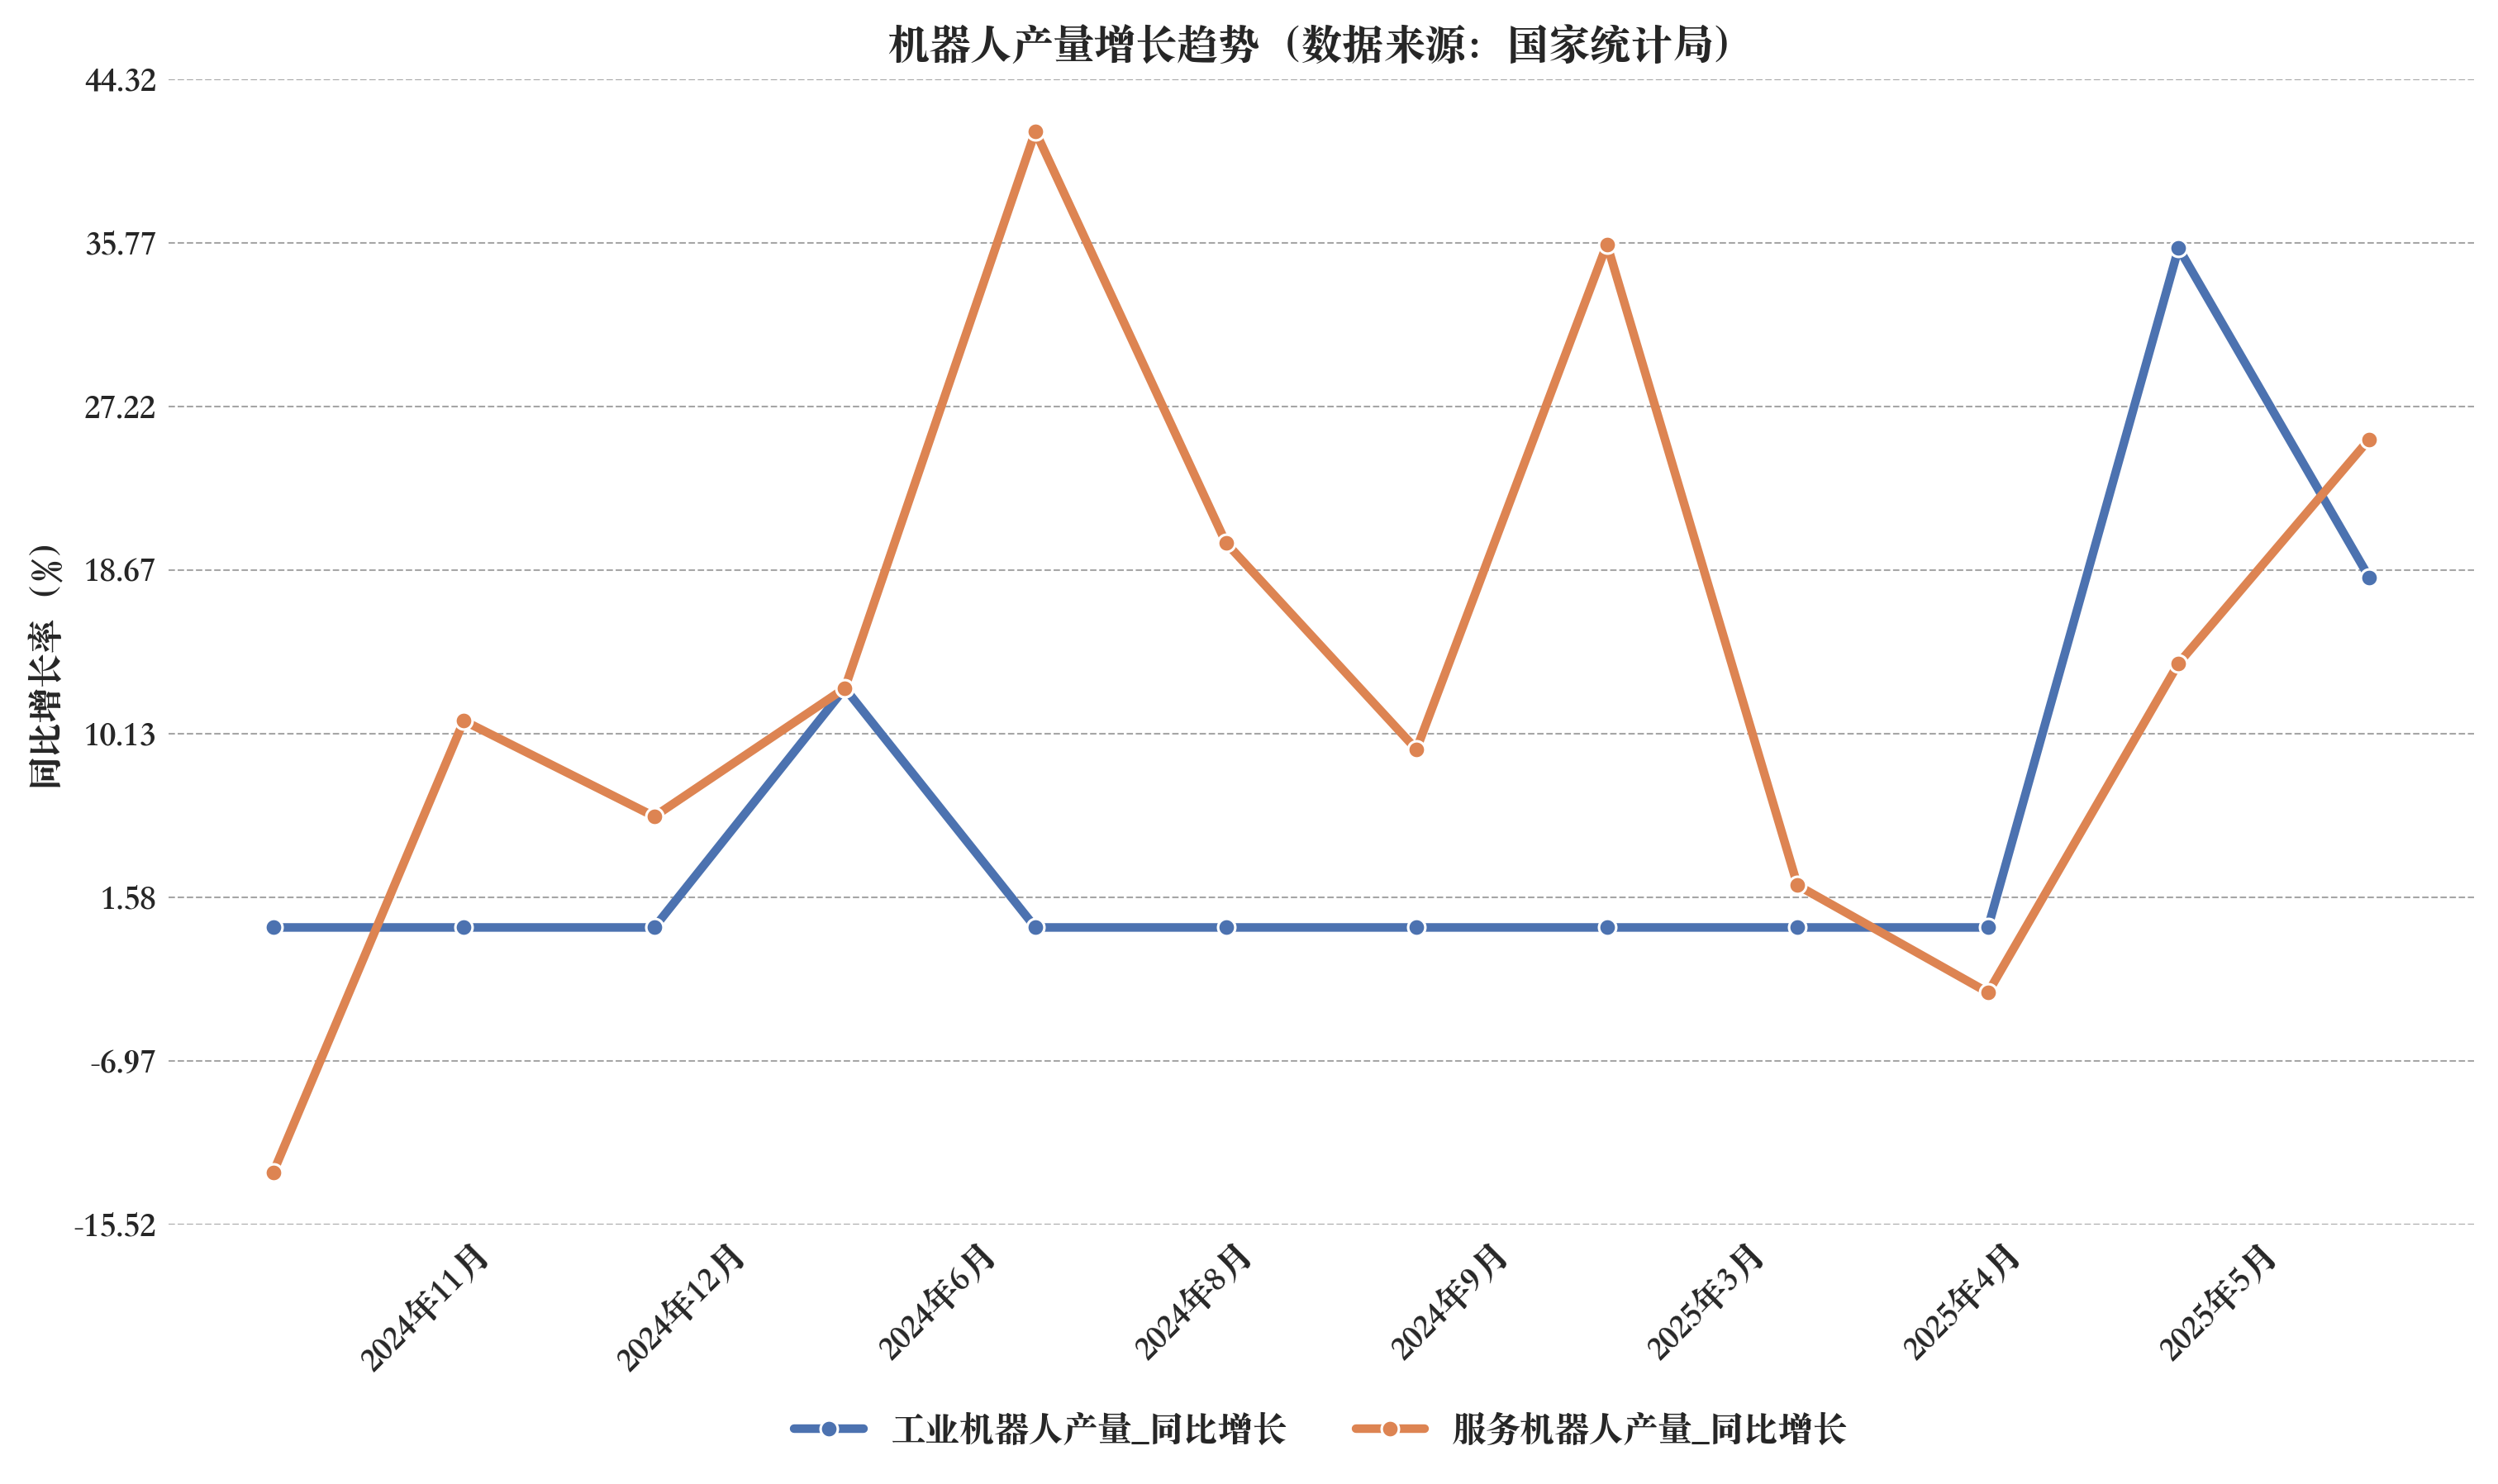 机器人产量增长趋势（数据来源：国家统计局）
44.32
35.77
27.22
18.67
10.13
1.58
-6.97
-15.52
同比增长率（%）
2024年11月
2024年12月
2024年6月
2024年8月
2024年9月
2025年3月
2025年4月
2025年5月
工业机器人产量_同比增长
服务机器人产量_同比增长